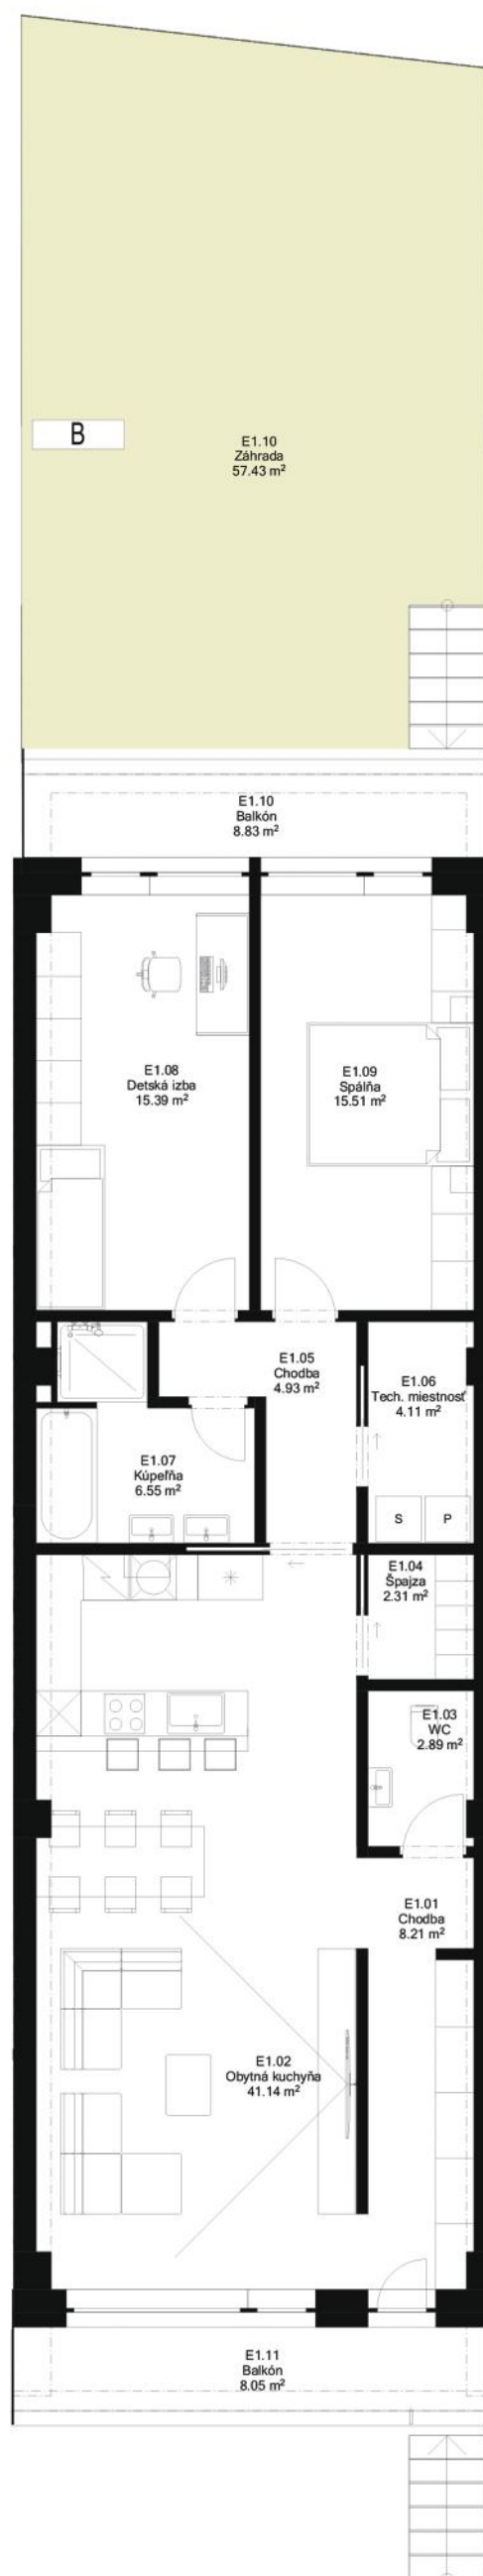 B
E1.10
Záhrada
57.43 m²
E1.10
Balkón
8.83 m²
E1.08
Detská izba
15.39 m²
E1.09
Spálňa
15.51 m²
E1.05
Chodba
4.93 m²
E1.06
Tech. miestnosť
4.11 m²
E1.07
Kúpeľňa
6.55 m²
S
P
E1.04
Špajza
2.31 m²
E1.03
WC
2.89 m²
E1.01
Chodba
8.21 m²
E1.02
Obytná kuchyňa
41.14 m²
E1.11
Balkón
8.05 m²